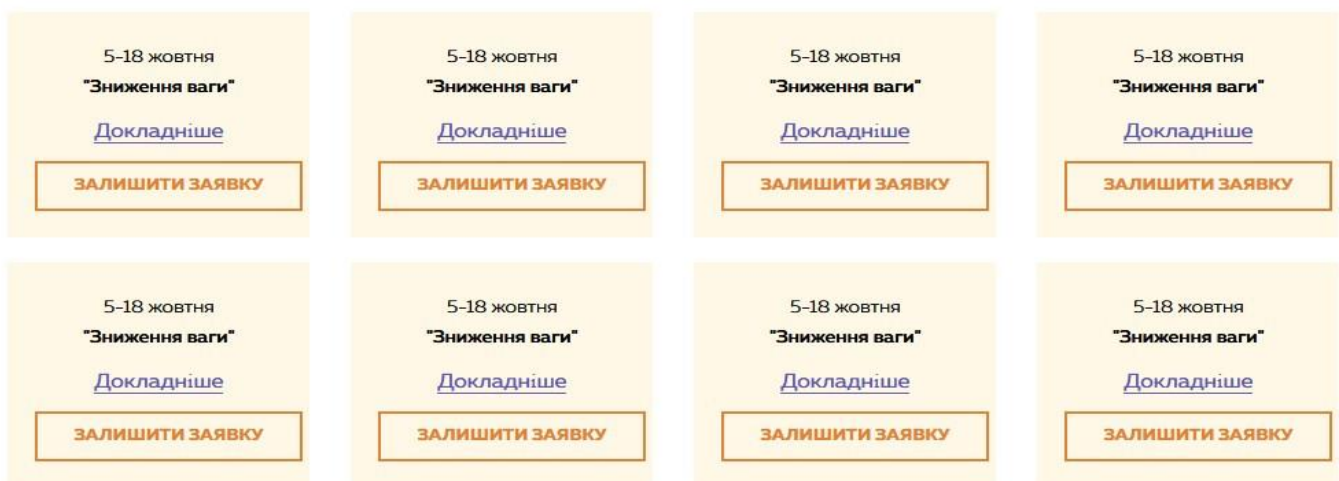 5-18 жовтня
"Зниження ваги"
Докладніше
ЗАЛИШИТИ ЗАЯВКУ
5-18 жовтня
"Зниження ваги"
Докладніше
ЗАЛИШИТИ ЗАЯВКУ
5-18 жовтня
"Зниження ваги"
Докладніше
ЗАЛИШИТИ ЗАЯВКУ
5-18 жовтня
"Зниження ваги"
Докладніше
ЗАЛИШИТИ ЗАЯВКУ
5-18 жовтня
"Зниження ваги"
Докладніше
ЗАЛИШИТИ ЗАЯВКУ
5-18 жовтня
"Зниження ваги"
Докладніше
ЗАЛИШИТИ ЗАЯВКУ
5-18 жовтня
"Зниження ваги"
Докладніше
ЗАЛИШИТИ ЗАЯВКУ
5-18 жовтня
"Зниження ваги"
Докладніше
ЗАЛИШИТИ ЗАЯВКУ